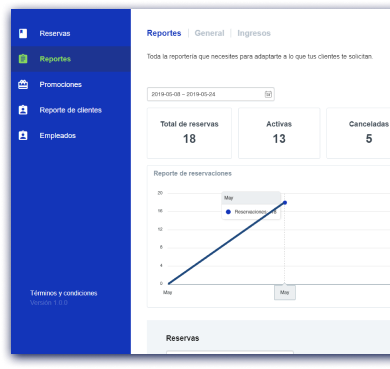 Reservas
Reportes
Promociones
Reporte de clientes
Empleados
Términos y condiciones
Versión 1.0.0
Reportes | General | Ingresos
Toda la reportería que necesites para adaptarte a lo que tus clientes te solicitan.
2019-05-08 – 2019-05-24
Total de reservas
18
Activas
13
Canceladas
5
Reporte de reservaciones
20
16
12
8
4
0
May
Reservaciones: 18
May
May
Reservas